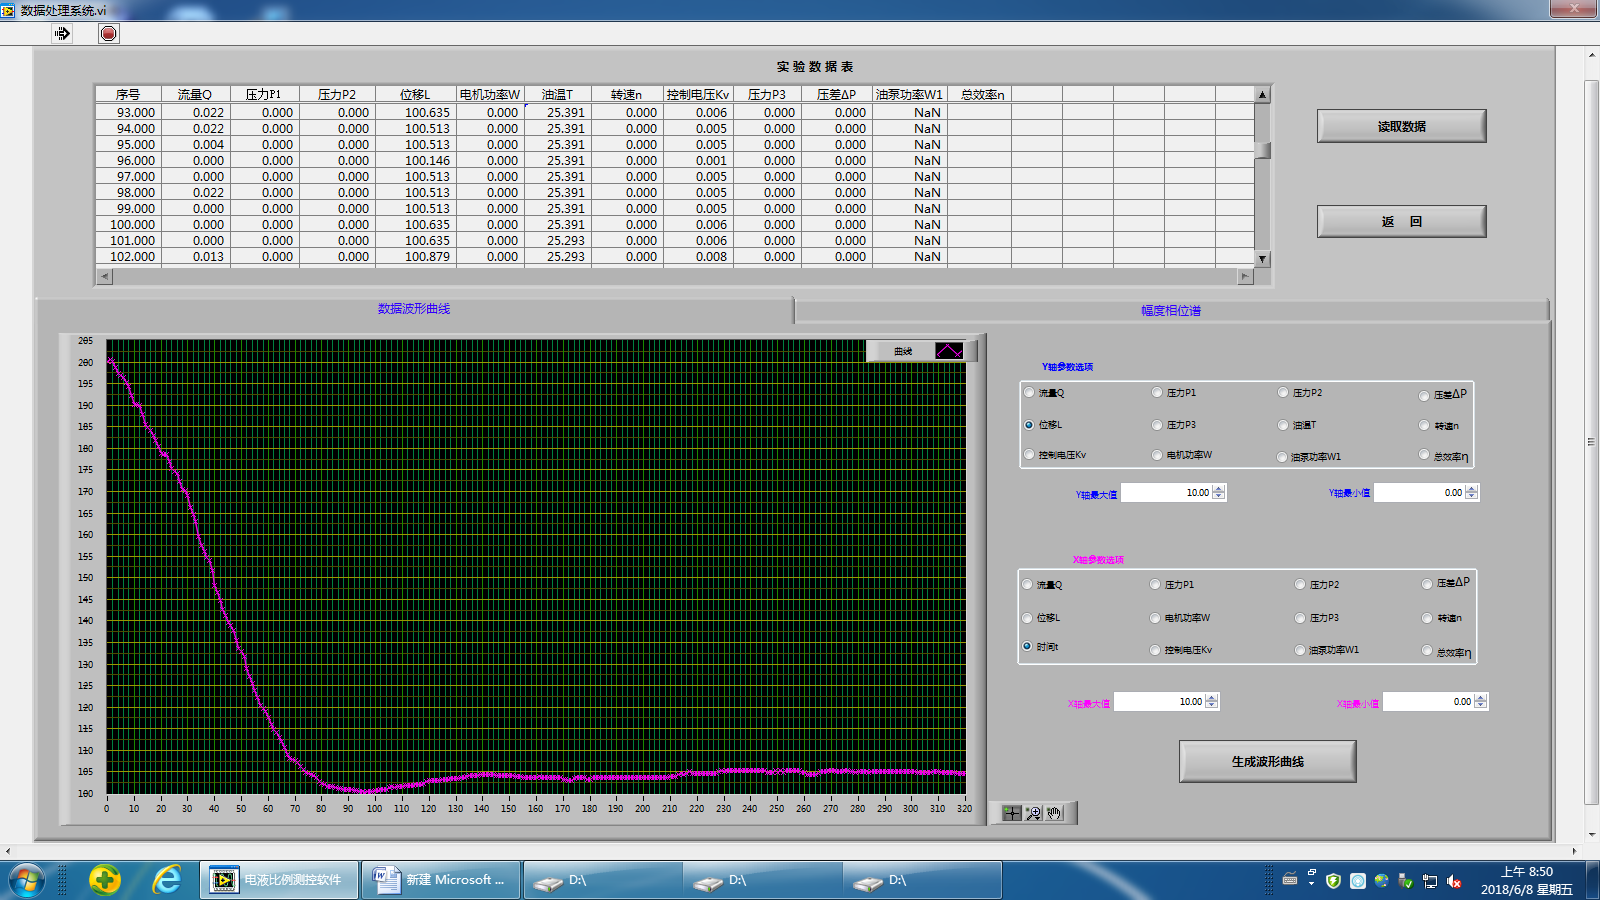 数据处理系统.vi
实 验 数 据 表
序号 流量Q 压力P1 压力P2 位移L 电机功率W 油温T 转速n 控制电压Kv 压力P3 压差ΔP 油泵功率W1 总效率η
93.000 0.022 0.000 0.000 100.635 0.000 25.391 0.000 0.006 0.000 0.000 NaN
94.000 0.022 0.000 0.000 100.513 0.000 25.391 0.000 0.005 0.000 0.000 NaN
95.000 0.004 0.000 0.000 100.513 0.000 25.391 0.000 0.005 0.000 0.000 NaN
96.000 0.000 0.000 0.000 100.146 0.000 25.391 0.000 0.001 0.000 0.000 NaN
97.000 0.000 0.000 0.000 100.513 0.000 25.391 0.000 0.005 0.000 0.000 NaN
98.000 0.022 0.000 0.000 100.513 0.000 25.391 0.000 0.005 0.000 0.000 NaN
99.000 0.000 0.000 0.000 100.513 0.000 25.391 0.000 0.005 0.000 0.000 NaN
100.000 0.000 0.000 0.000 100.635 0.000 25.391 0.000 0.006 0.000 0.000 NaN
101.000 0.000 0.000 0.000 100.635 0.000 25.293 0.000 0.006 0.000 0.000 NaN
102.000 0.013 0.000 0.000 100.879 0.000 25.293 0.000 0.008 0.000 0.000 NaN
读取数据
返 回
数据波形曲线 幅度相位谱
曲线
205
200
195
190
185
180
175
170
165
160
155
150
145
140
135
130
125
120
115
110
105
100
0 10 20 30 40 50 60 70 80 90 100 110 120 130 140 150 160 170 180 190 200 210 220 230 240 250 260 270 280 290 300 310 320
Y轴参数选项
流量Q 压力P1 压力P2 压差ΔP
位移L 压力P3 油温T 转速n
控制电压Kv 电机功率W 油泵功率W1 总效率η
Y轴最大值 10.00 Y轴最小值 0.00
X轴参数选项
流量Q 压力P1 压力P2 压差ΔP
位移L 电机功率W 压力P3 转速n
时间t 控制电压Kv 油泵功率W1 总效率η
X轴最大值 10.00 X轴最小值 0.00
生成波形曲线
电液比例测控软件 新建 Microsoft ... D:\ D:\ D:\
上午 8:50
2018/6/8 星期五